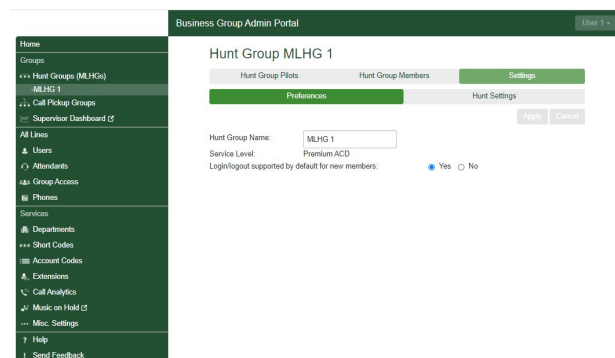 Business Group Admin Portal
User 1
Home
Groups
Hunt Groups (MLHGs)
-MLHG 1
Call Pickup Groups
Supervisor Dashboard
All Lines
Users
Attendants
Group Access
Phones
Services
Departments
Short Codes
Account Codes
Extensions
Call Analytics
Music on Hold
Misc. Settings
? Help
! Send Feedback
Hunt Group MLHG 1
Hunt Group Pilots Hunt Group Members Settings
Preferences Hunt Settings
Apply Cancel
Hunt Group Name: MLHG 1
Service Level: Premium ACD
Login/logout supported by default for new members: Yes No